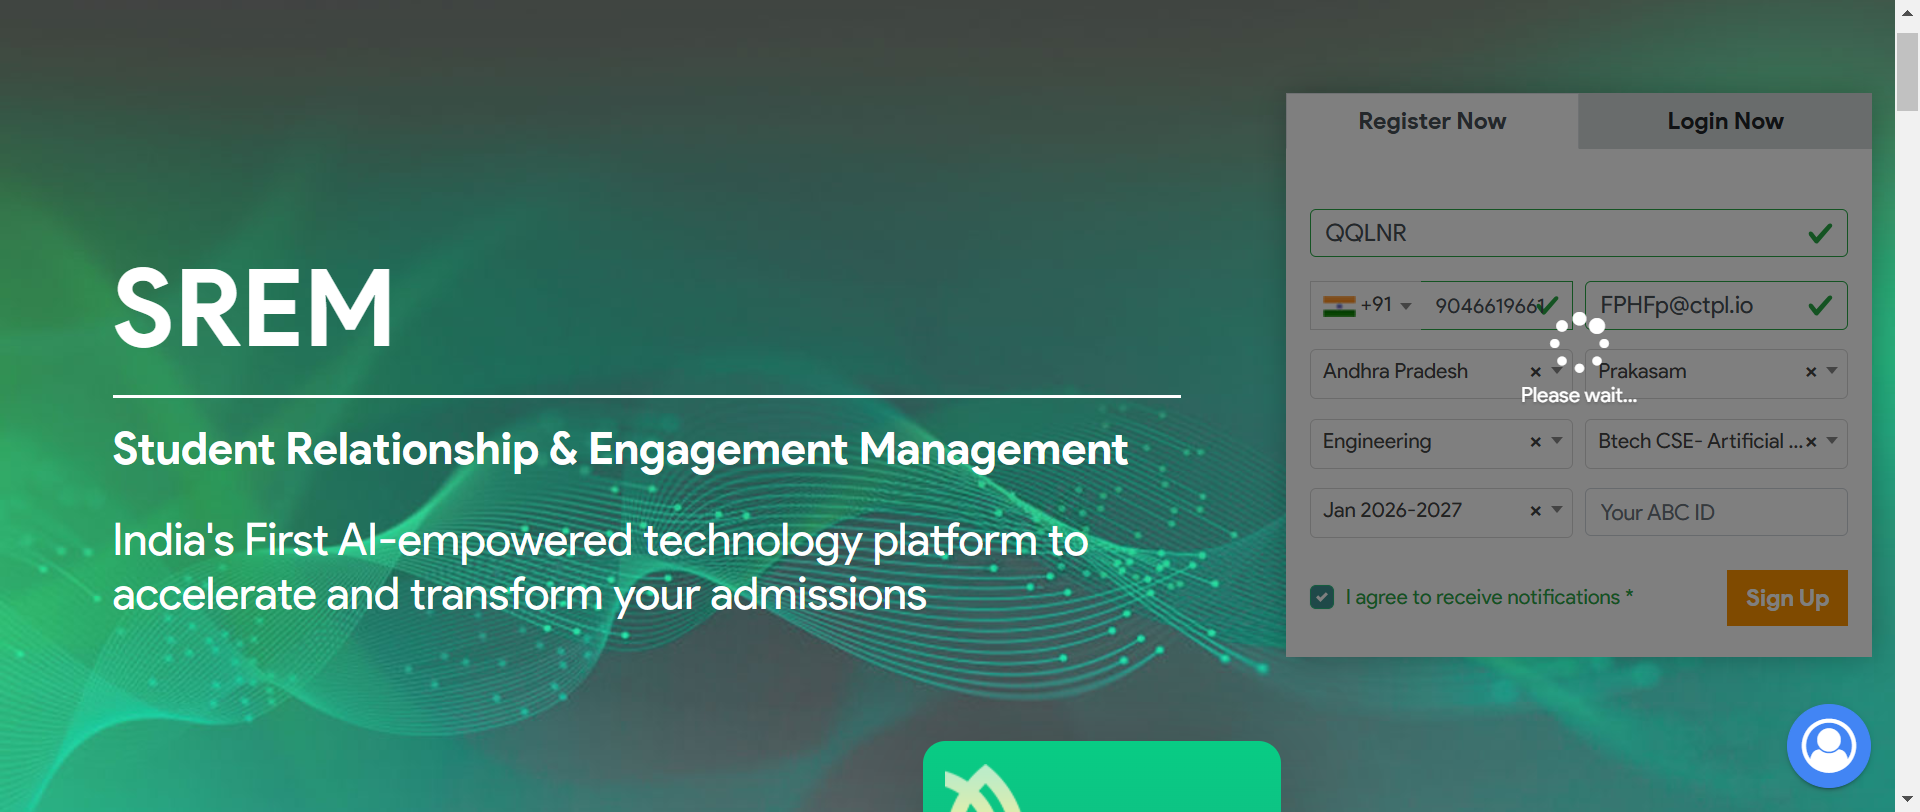 Register Now
Login Now
QQLNR
+91
9046619661
FPHFp@ctpl.io
Please wait...
Andhra Pradesh
Prakasam
Engineering
Btech CSE- Artificial ...
Jan 2026-2027
Your ABC ID
I agree to receive notifications *
Sign Up
SREM
Student Relationship & Engagement Management
India's First AI-empowered technology platform to
accelerate and transform your admissions